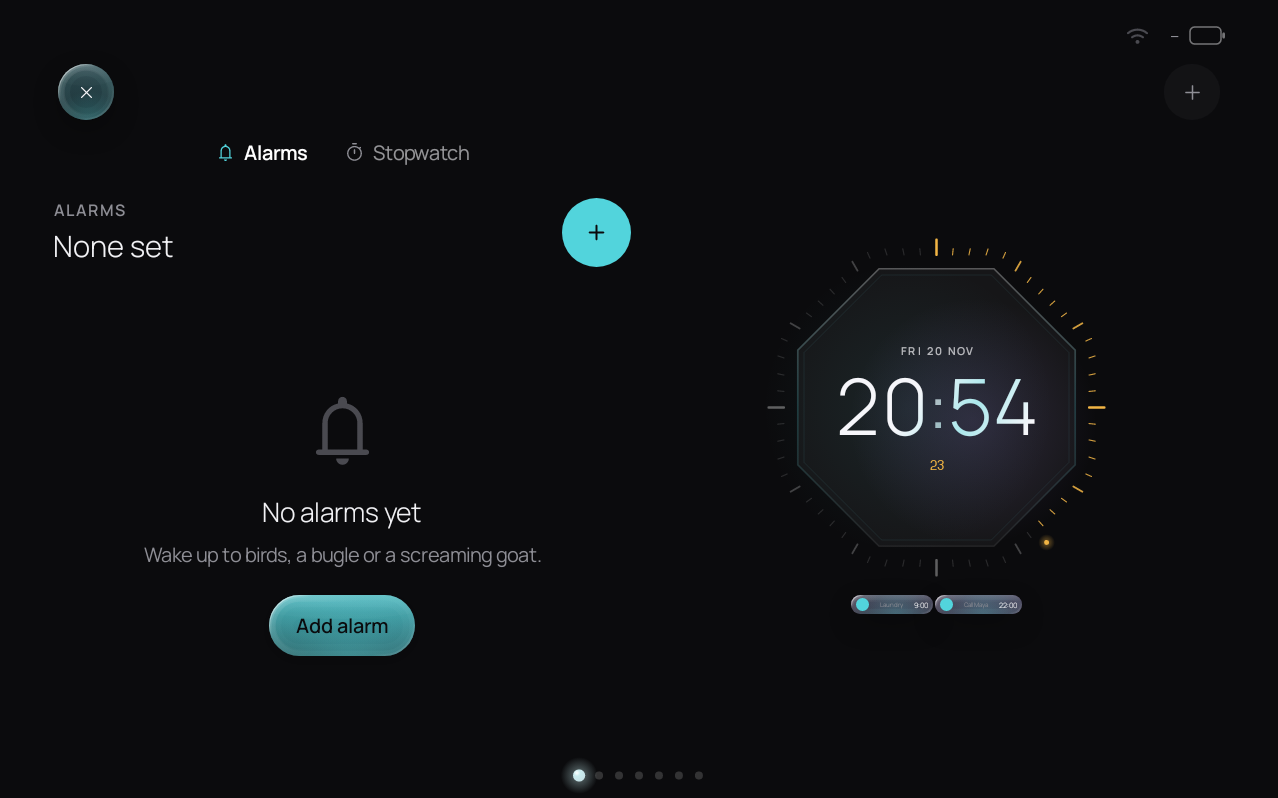 Alarms
Stopwatch
ALARMS
None set
No alarms yet
Wake up to birds, a bugle or a screaming goat.
Add alarm
FRI 20 NOV
20:54
23
Laundry 9:00
22:00